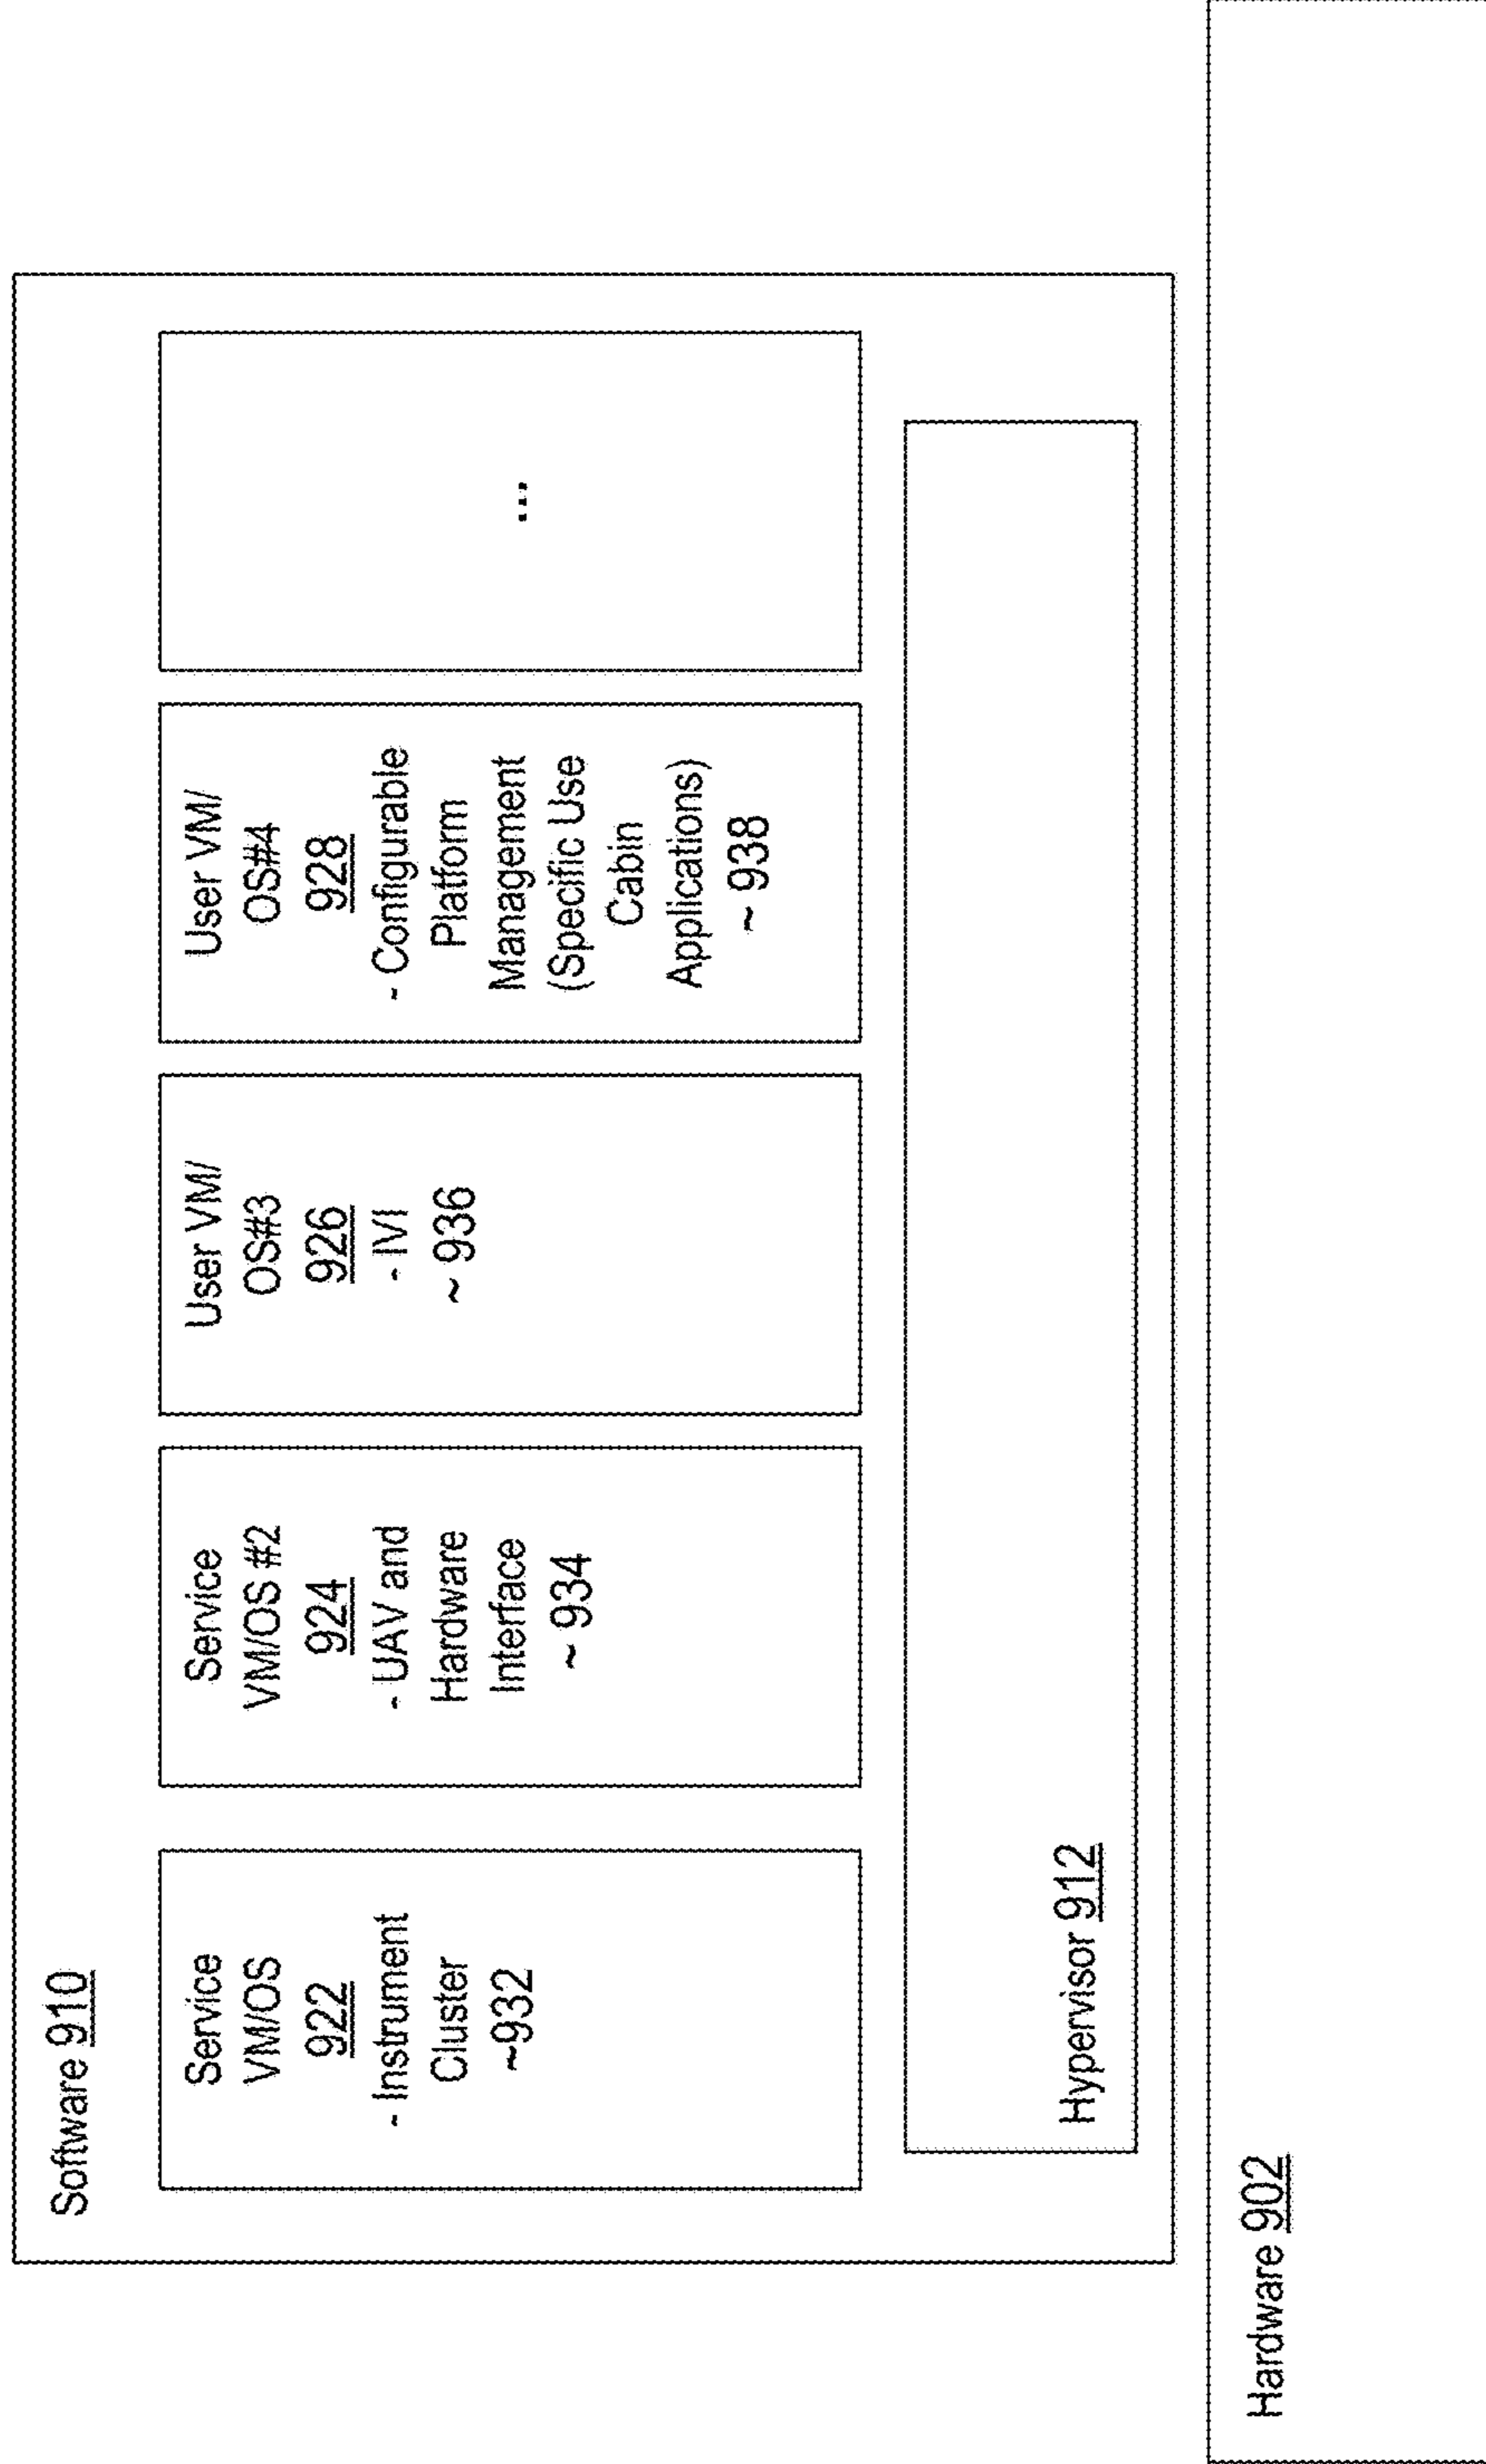 Software 910
Service
VM/OS
922
- Instrument
Cluster
~932
Service
VM/OS #2
924
- UAV and
Hardware
Interface
~ 934
User VM/
OS#3
926
- IVI
~ 936
User VM/
OS#4
928
- Configurable
Platform
Management
(Specific Use
Cabin
Applications)
~ 938
...
Hypervisor 912
Hardware 902